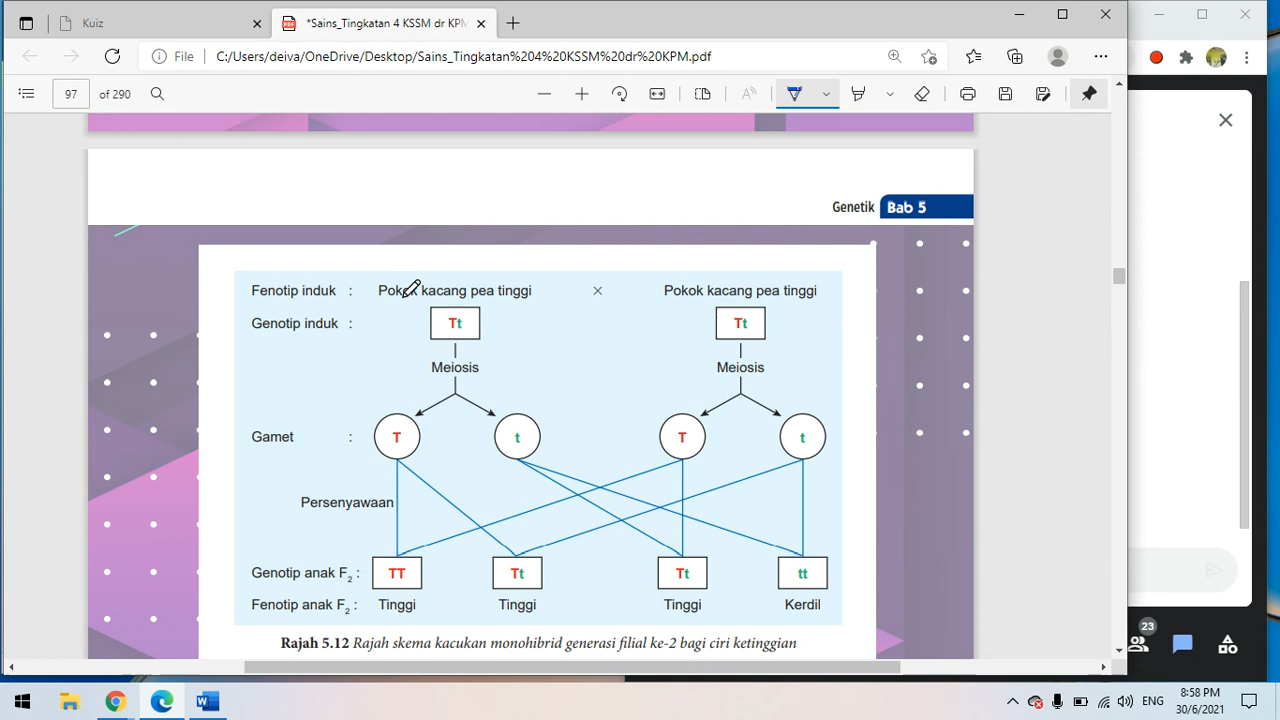 Kuiz
*Sains_Tingkatan 4 KSSM dr KPM
File C:/Users/deiva/OneDrive/Desktop/Sains_Tingkatan%204%20KSSM%20dr%20KPM.pdf
97 of 290
Genetik Bab 5
Fenotip induk : Pokok kacang pea tinggi × Pokok kacang pea tinggi
Genotip induk : Tt Tt
Meiosis Meiosis
Gamet : T t T t
Persenyawaan
Genotip anak F2 : TT Tt Tt tt
Fenotip anak F2 : Tinggi Tinggi Tinggi Kerdil
Rajah 5.12 Rajah skema kacukan monohibrid generasi filial ke-2 bagi ciri ketinggian
23
ENG
8:58 PM
30/6/2021